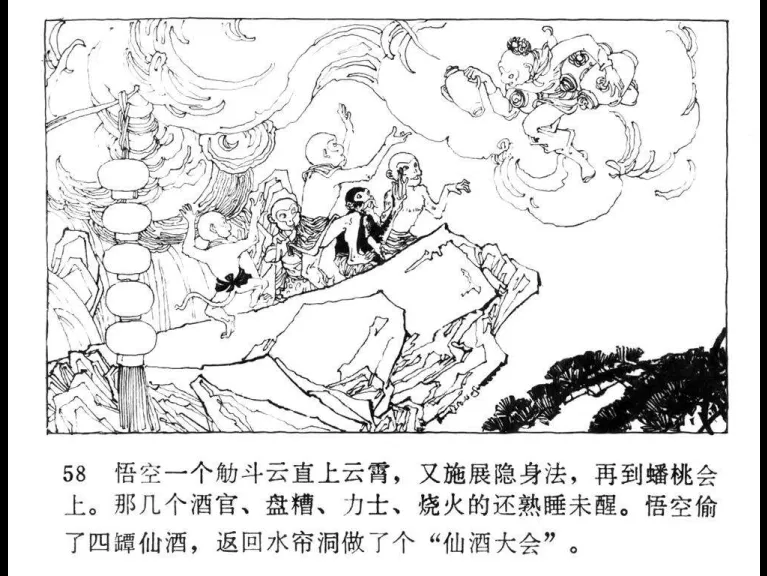 58 悟空一个觔斗云直上云霄，又施展隐身法，再到蟠桃会
上。那几个酒官、盘糟、力士、烧火的还熟睡未醒。悟空偷
了四罈仙酒，返回水帘洞做了个“仙酒大会”。